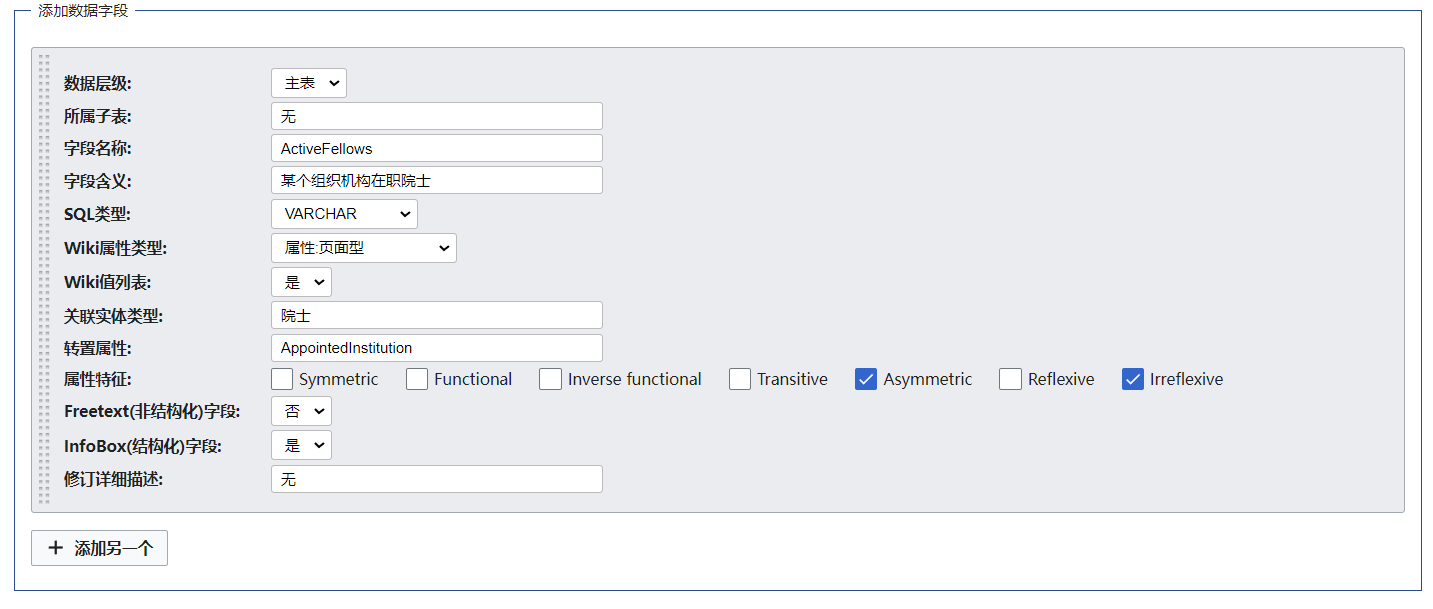 添加数据字段
数据层级: 主表
所属子表: 无
字段名称: ActiveFellows
字段含义: 某个组织机构在职院士
SQL类型: VARCHAR
Wiki属性类型: 属性:页面型
Wiki值列表: 是
关联实体类型: 院士
转置属性: AppointedInstitution
属性特征: Symmetric Functional Inverse functional Transitive Asymmetric Reflexive Irreflexive
Freetext(非结构化)字段: 否
InfoBox(结构化)字段: 是
修订详细描述: 无
添加另一个